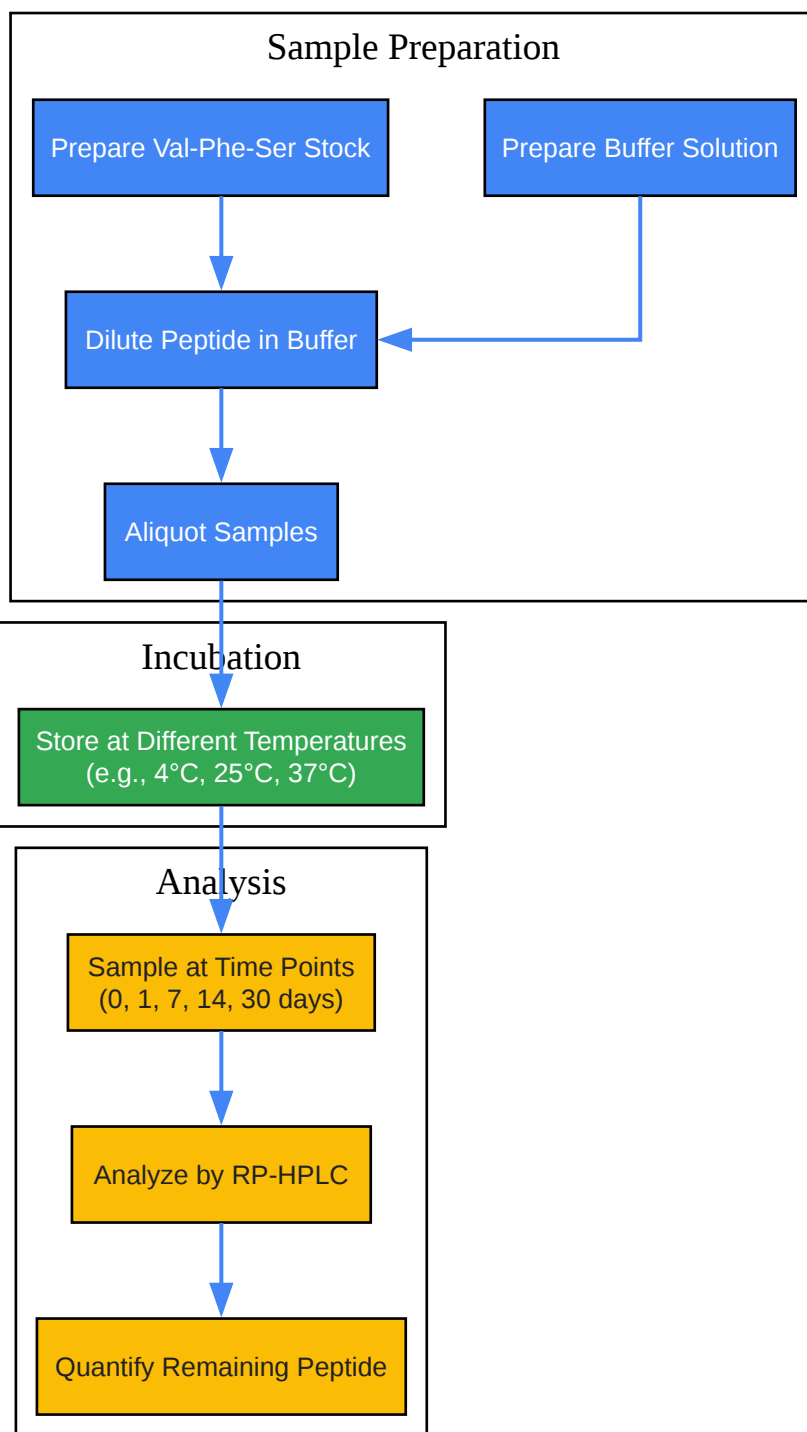 Sample Preparation
Prepare Val-Phe-Ser Stock
Prepare Buffer Solution
Dilute Peptide in Buffer
Aliquot Samples
Incubation
Store at Different Temperatures
(e.g., 4°C, 25°C, 37°C)
Analysis
Sample at Time Points
(0, 1, 7, 14, 30 days)
Analyze by RP-HPLC
Quantify Remaining Peptide